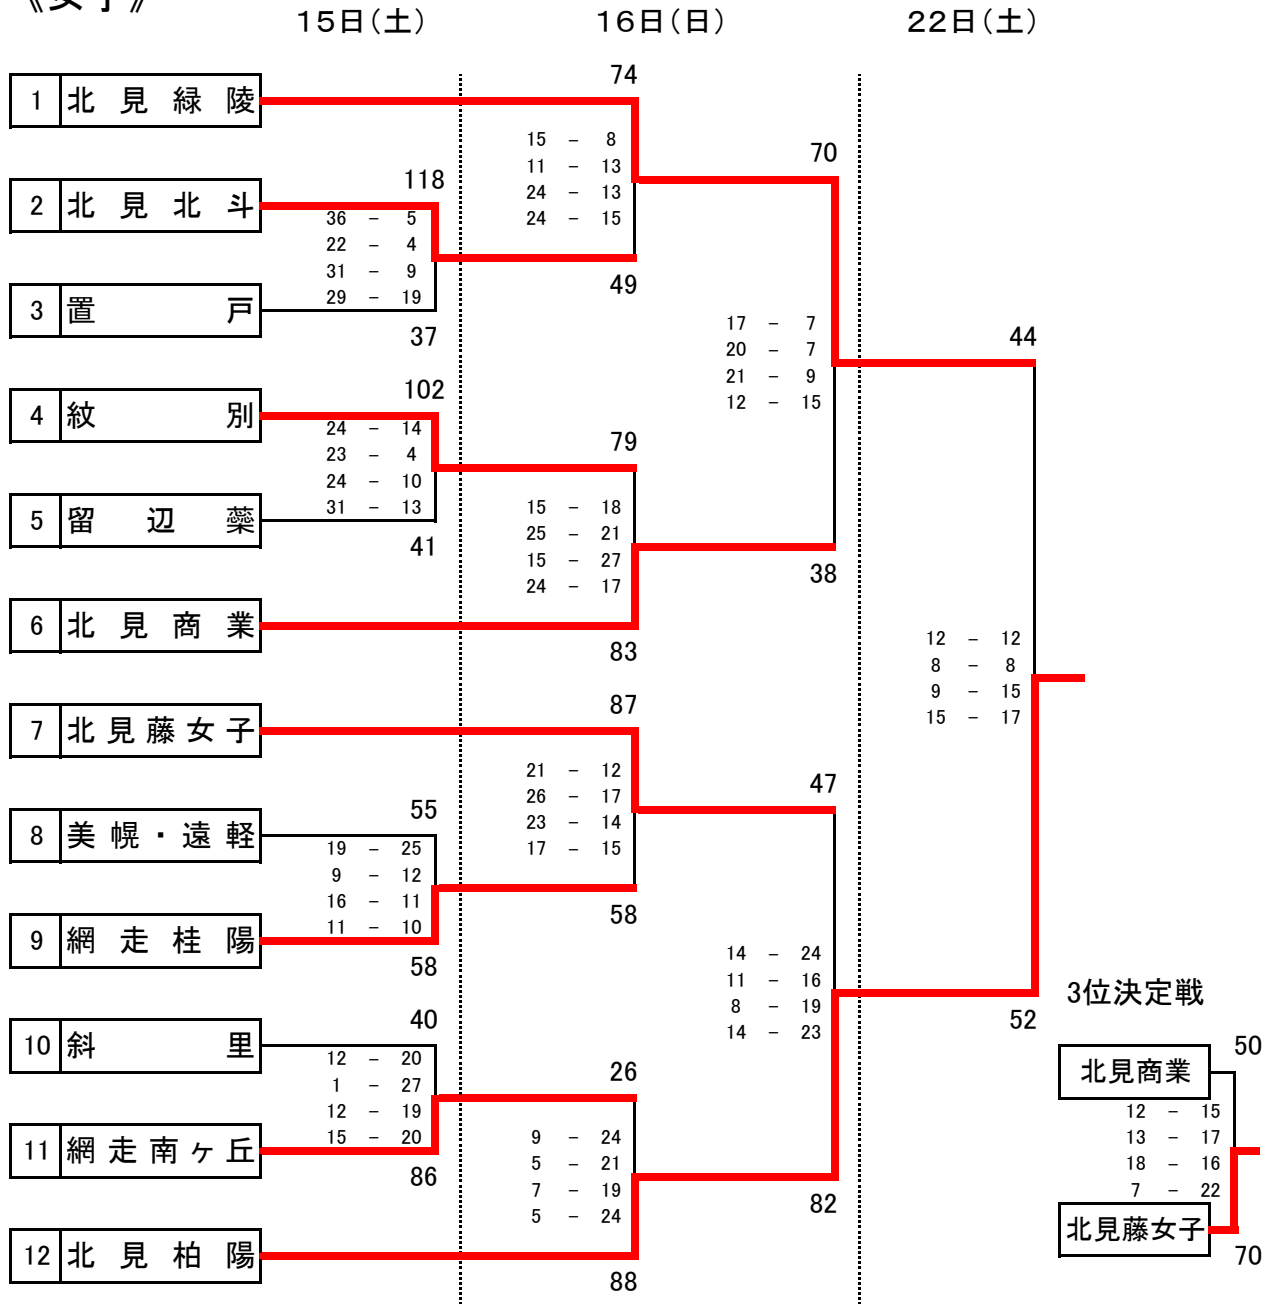 《女子》
15日(土) 16日(日) 22日(土)
74
1 北見緑陵
15 − 8
11 − 13
24 − 13
24 − 15
70
118
2 北見北斗
36 − 5
22 − 4
31 − 9
29 − 19
49
3 置戸
37
17 − 7
20 − 7
21 − 9
12 − 15
44
102
4 紋別
24 − 14
23 − 4
24 − 10
31 − 13
79
5 留辺蘂
41
15 − 18
25 − 21
15 − 27
24 − 17
38
6 北見商業
83
12 − 12
8 − 8
9 − 15
15 − 17
87
7 北見藤女子
21 − 12
26 − 17
23 − 14
17 − 15
47
55
8 美幌・遠軽
19 − 25
9 − 12
16 − 11
11 − 10
58
9 網走桂陽
58
14 − 24
11 − 16
8 − 19
14 − 23
52
40
10 斜里
12 − 20
1 − 27
12 − 19
15 − 20
26
11 網走南ヶ丘
86
9 − 24
5 − 21
7 − 19
5 − 24
82
12 北見柏陽
88
3位決定戦
50
北見商業
12 − 15
13 − 17
18 − 16
7 − 22
北見藤女子
70